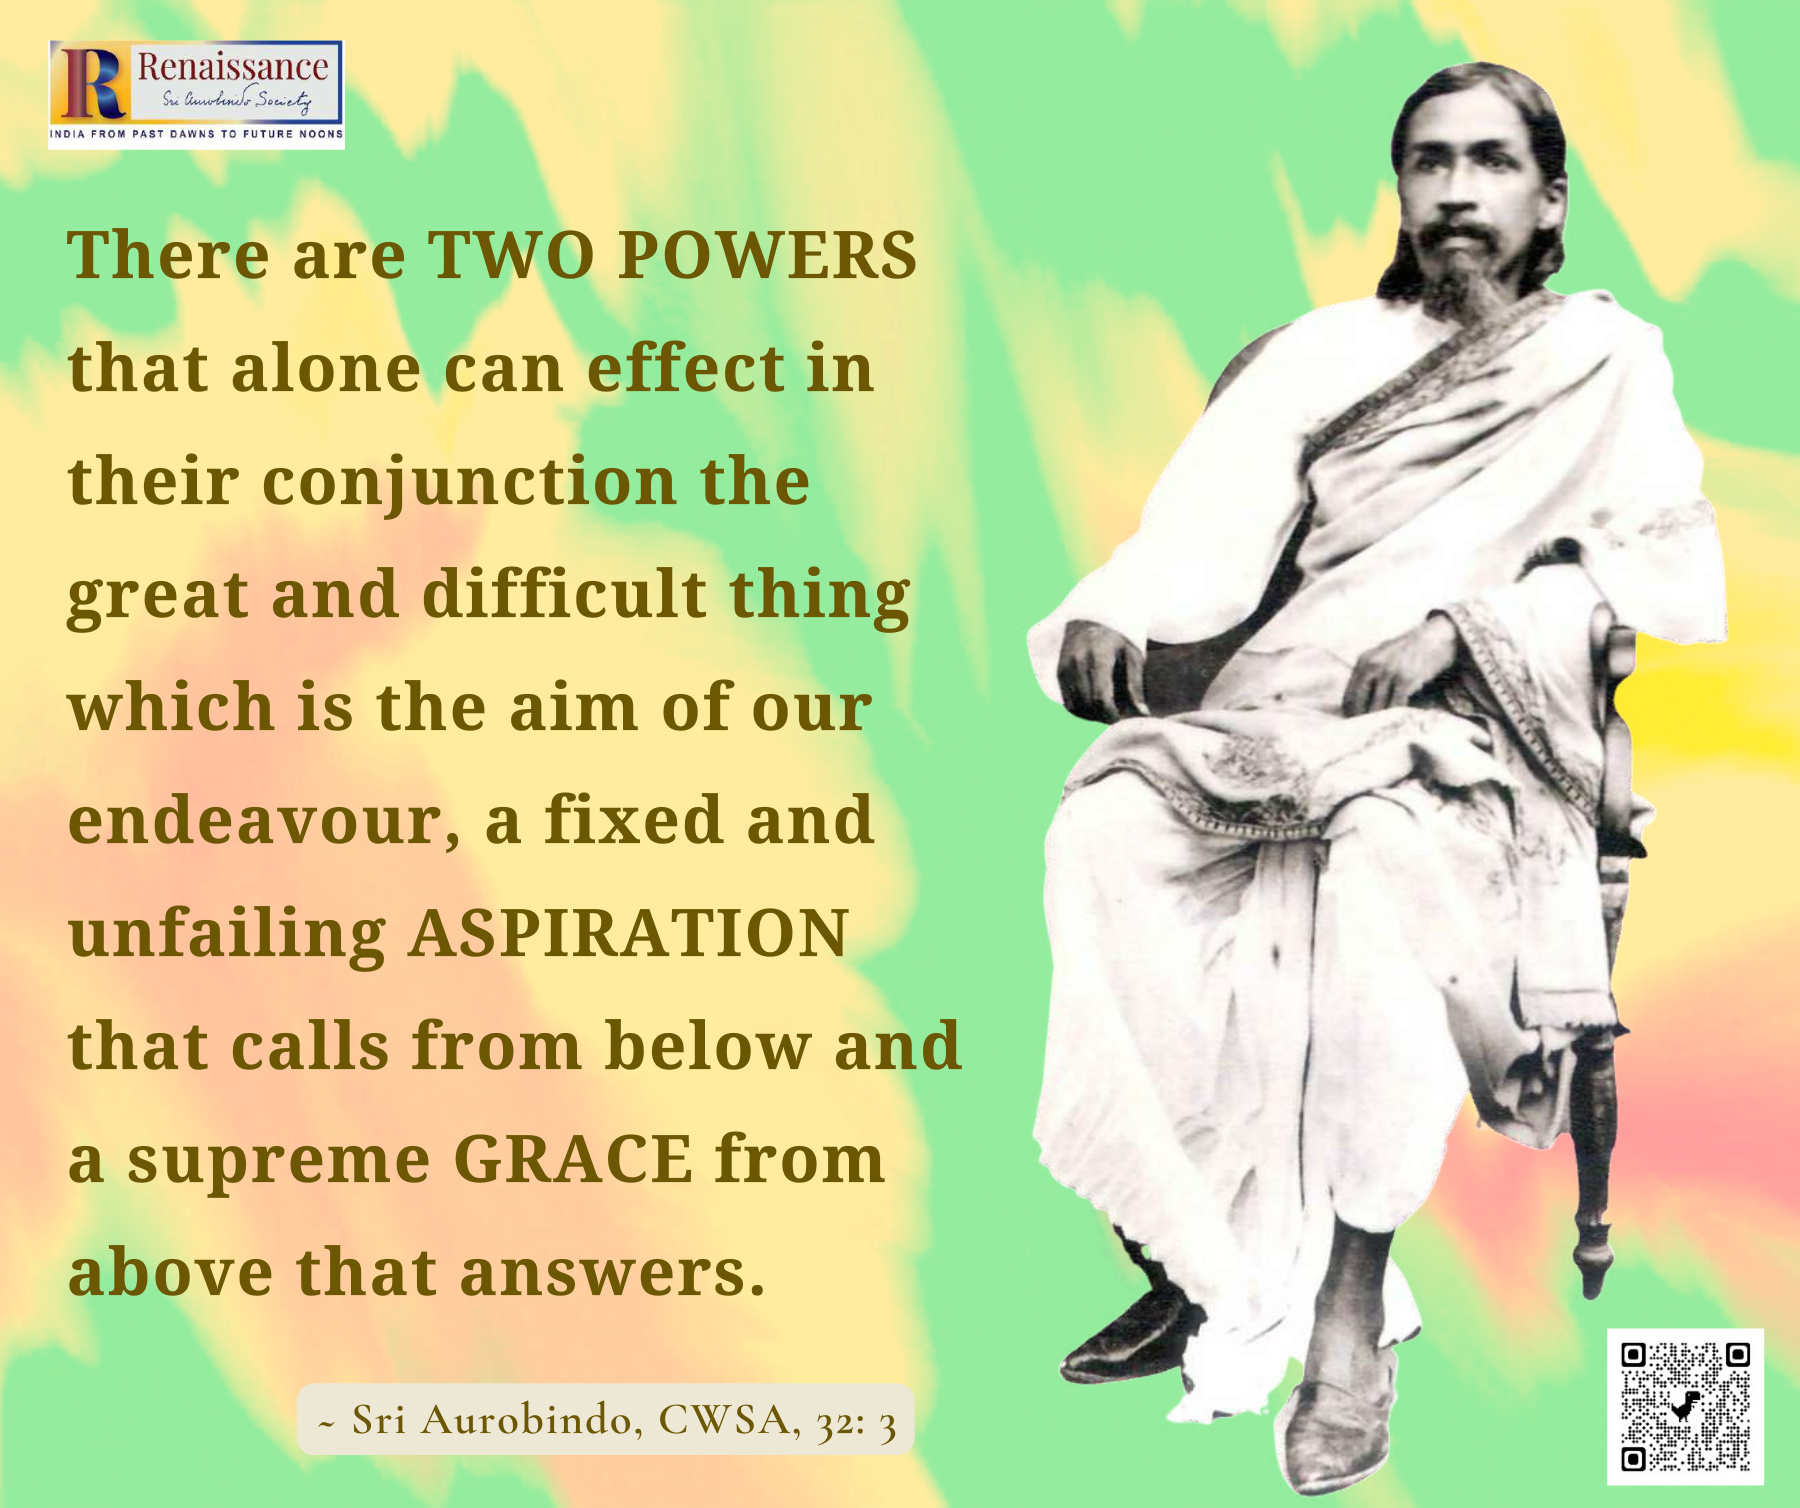 R Renaissance
Sri Aurobindo Society
INDIA FROM PAST DAWNS TO FUTURE NOONS
There are TWO POWERS
that alone can effect in
their conjunction the
great and difficult thing
which is the aim of our
endeavour, a fixed and
unfailing ASPIRATION
that calls from below and
a supreme GRACE from
above that answers.
~ Sri Aurobindo, CWSA, 32: 3